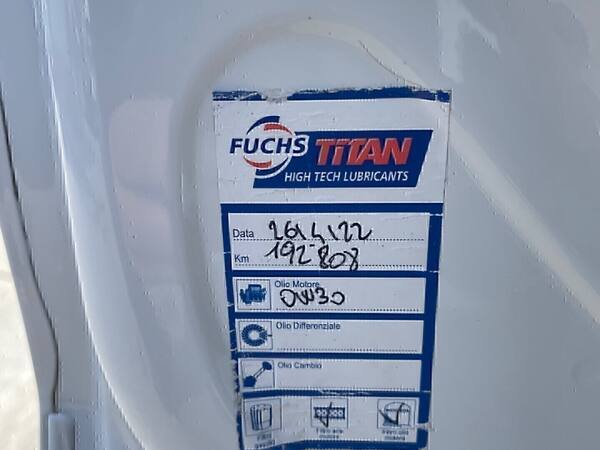 FUCHS TITAN
HIGH TECH LUBRICANTS
Data 26/4/22
Km 192-808
Olio Motore
0W30
Olio Differenziale
Olio Cambio